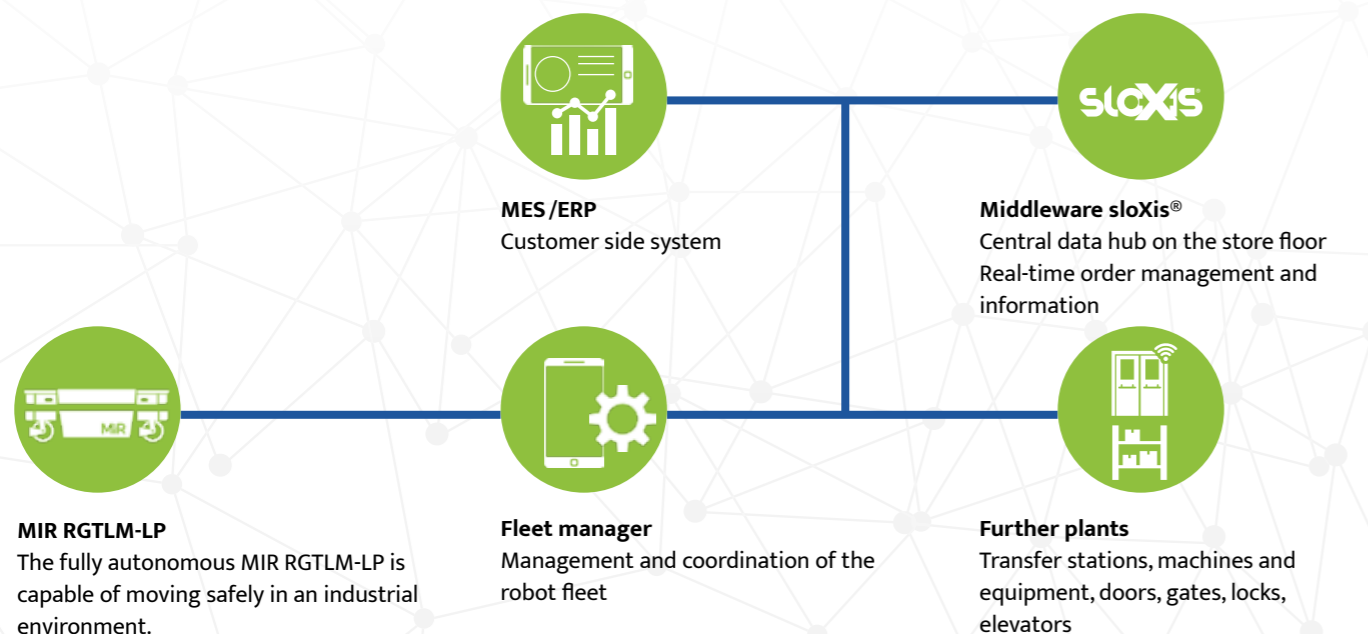 sloXis
MES/ERP
Customer side system
Middleware sloXis®
Central data hub on the store floor
Real-time order management and
information
MiR
MIR RGTLM-LP
The fully autonomous MIR RGTLM-LP is
capable of moving safely in an industrial
environment.
Fleet manager
Management and coordination of the
robot fleet
Further plants
Transfer stations, machines and
equipment, doors, gates, locks,
elevators